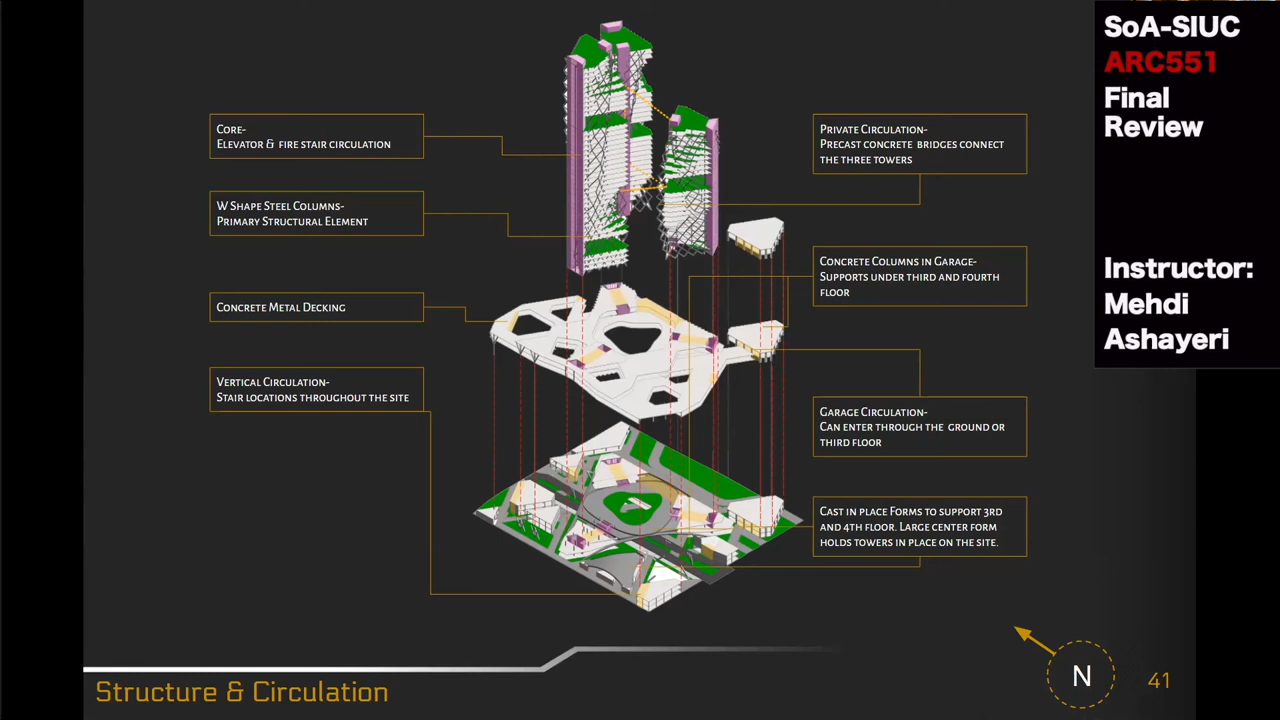 Core-
Elevator & fire stair circulation
W Shape Steel Columns-
Primary Structural Element
Concrete Metal Decking
Vertical Circulation-
Stair locations throughout the site
Private Circulation-
Precast concrete bridges connect
the three towers
Concrete Columns in Garage-
Supports under third and fourth
floor
Garage Circulation-
Can enter through the ground or
third floor
Cast in place Forms to support 3rd
and 4th floor. Large center form
holds towers in place on the site.
SoA-SIUC
ARC551
Final
Review
Instructor:
Mehdi
Ashayeri
Structure & Circulation
N
41